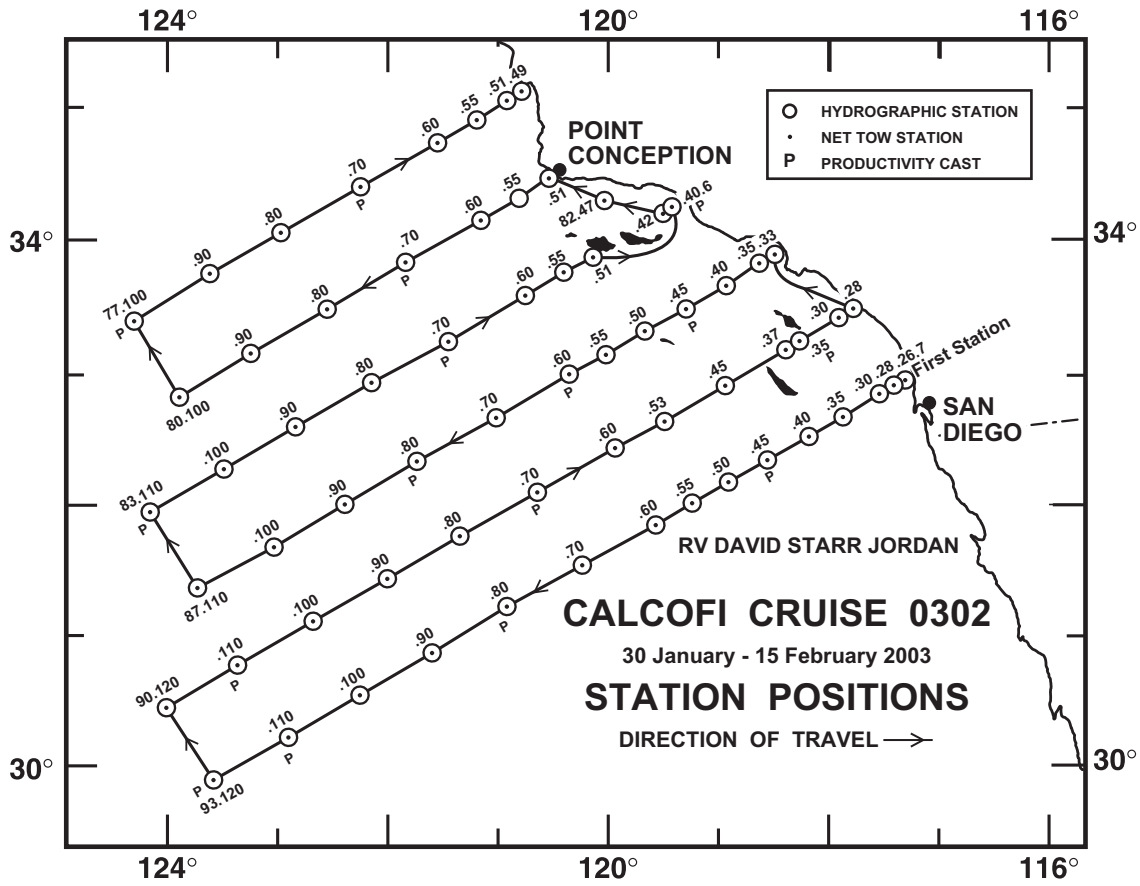 124° 120° 116°
HYDROGRAPHIC STATION
NET TOW STATION
P PRODUCTIVITY CAST
POINT
CONCEPTION
34° 34°
77.100 .90 .80 .70 .60 .55 .51 .49
P P
80.100 .90 .80 .70 .60 .55 .51
P
82.47 .42 .40.6
P
83.110 .100 .90 .80 .70 .60 .55 .51
P P
87.110 .100 .90 .80 .70 .60 .55 .50 .45 .40 .35 .33
P P P
90.120 .110 .100 .90 .80 .70 .60 .53 .45 .37 .35 .30 .28
P P P
93.120 .110 .100 .90 .80 .70 .60 .55 .50 .45 .40 .35 .30 .28 .26.7
P P P P
First Station
SAN
DIEGO
RV DAVID STARR JORDAN
CALCOFI CRUISE 0302
30 January - 15 February 2003
STATION POSITIONS
DIRECTION OF TRAVEL
30° 30°
124° 120° 116°